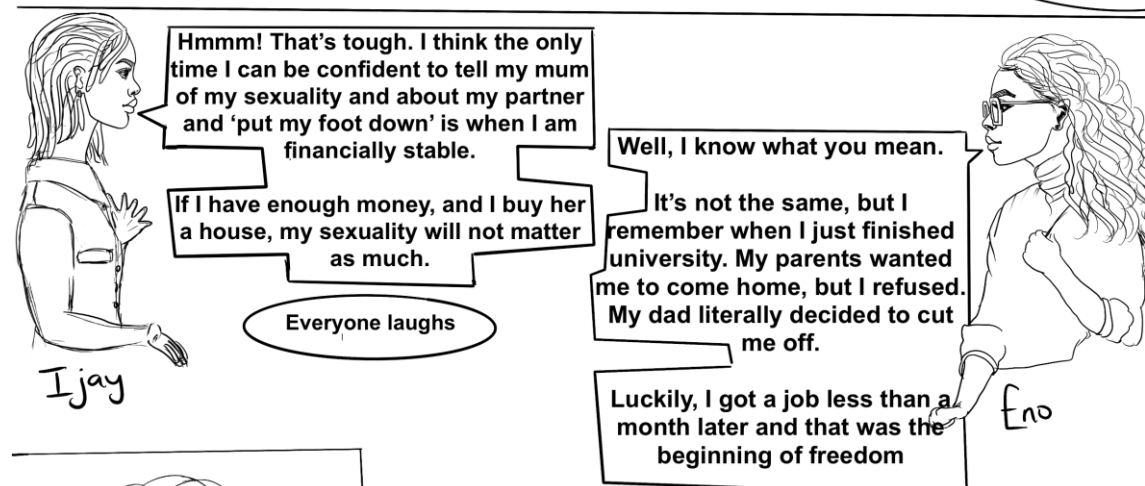 Hmmm! That’s tough. I think the only
time I can be confident to tell my mum
of my sexuality and about my partner
and ‘put my foot down’ is when I am
financially stable.
If I have enough money, and I buy her
a house, my sexuality will not matter
as much.
Everyone laughs
Ijay
Well, I know what you mean.
It’s not the same, but I
remember when I just finished
university. My parents wanted
me to come home, but I refused.
My dad literally decided to cut
me off.
Luckily, I got a job less than a
month later and that was the
beginning of freedom
Eno